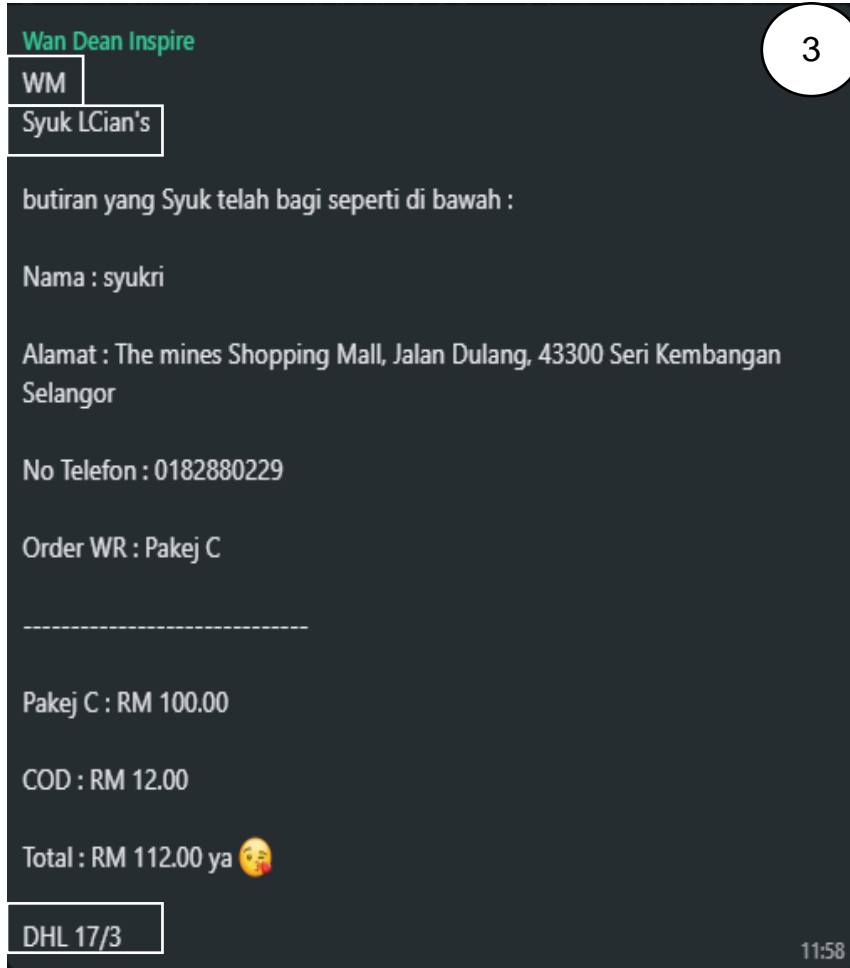 Wan Dean Inspire
3
WM
Syuk LCian's
butiran yang Syuk telah bagi seperti di bawah :
Nama : syukri
Alamat : The mines Shopping Mall, Jalan Dulang, 43300 Seri Kembangan
Selangor
No Telefon : 0182880229
Order WR : Pakej C
------------------------------
Pakej C : RM 100.00
COD : RM 12.00
Total : RM 112.00 ya 😘
DHL 17/3
11:58